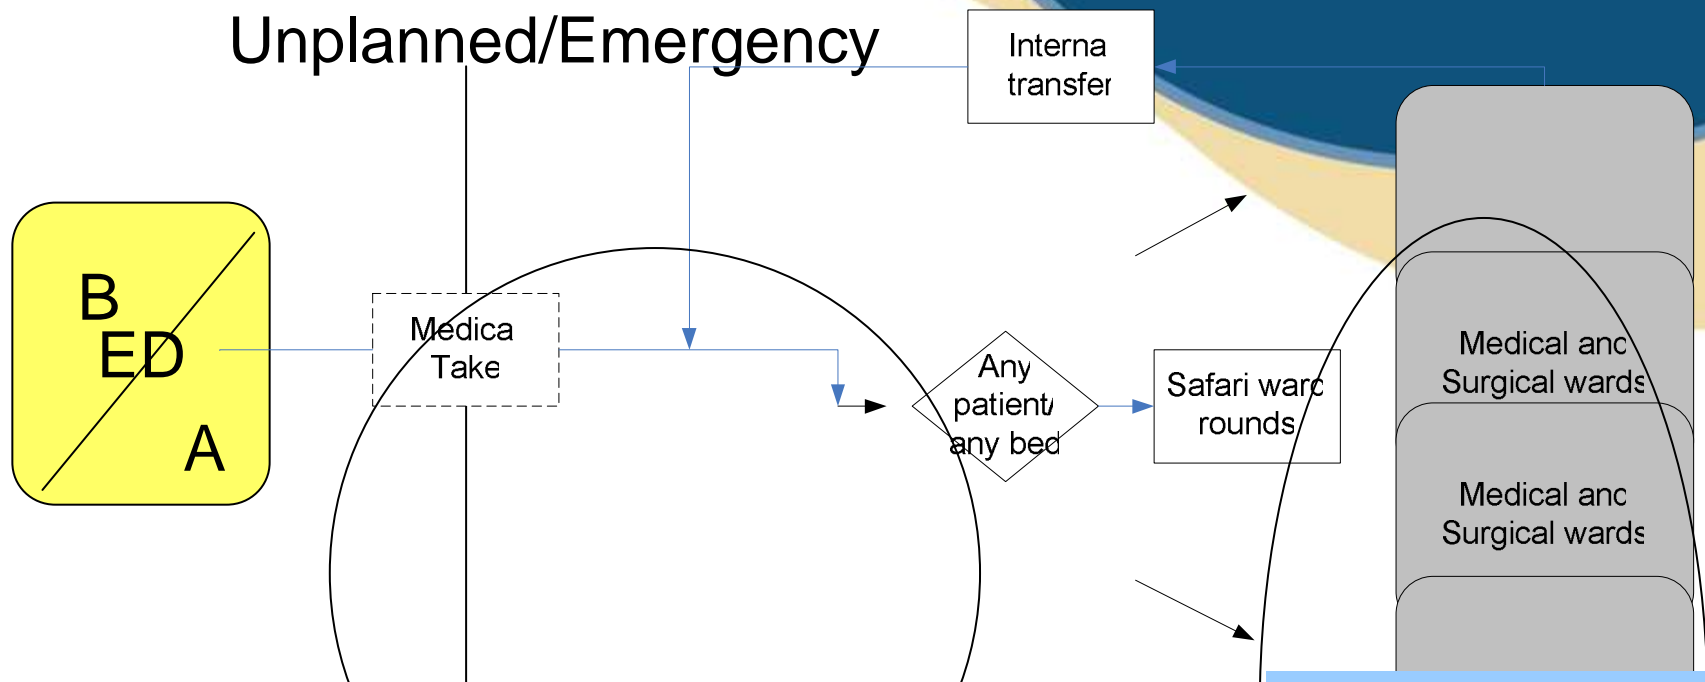 Unplanned/Emergency
Interna
transfer
B
ED
A
Medica
Take
Any
patient/
any bed
Safari ward
rounds
Medical and
Surgical wards
Medical and
Surgical wards